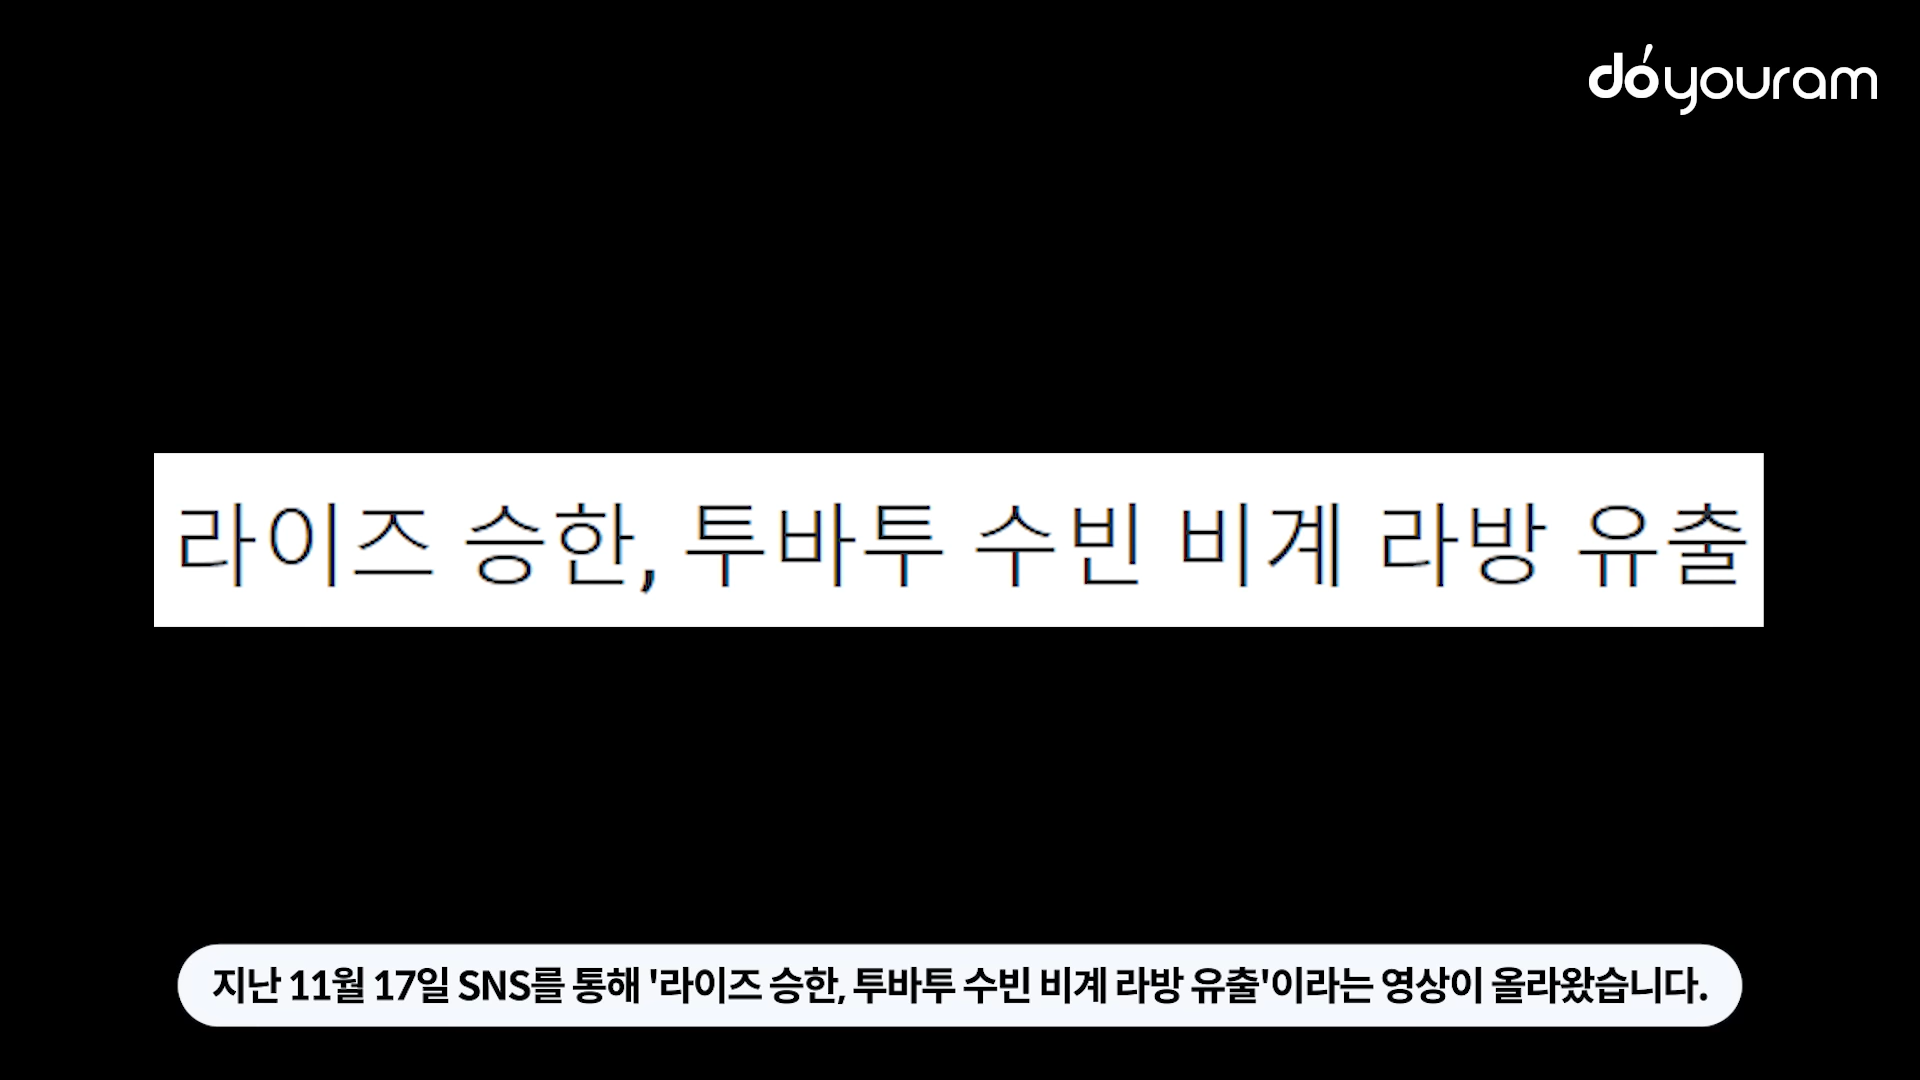 dóyouram
라이즈 승한, 투바투 수빈 비계 라방 유출
지난 11월 17일 SNS를 통해 '라이즈 승한, 투바투 수빈 비계 라방 유출'이라는 영상이 올라왔습니다.